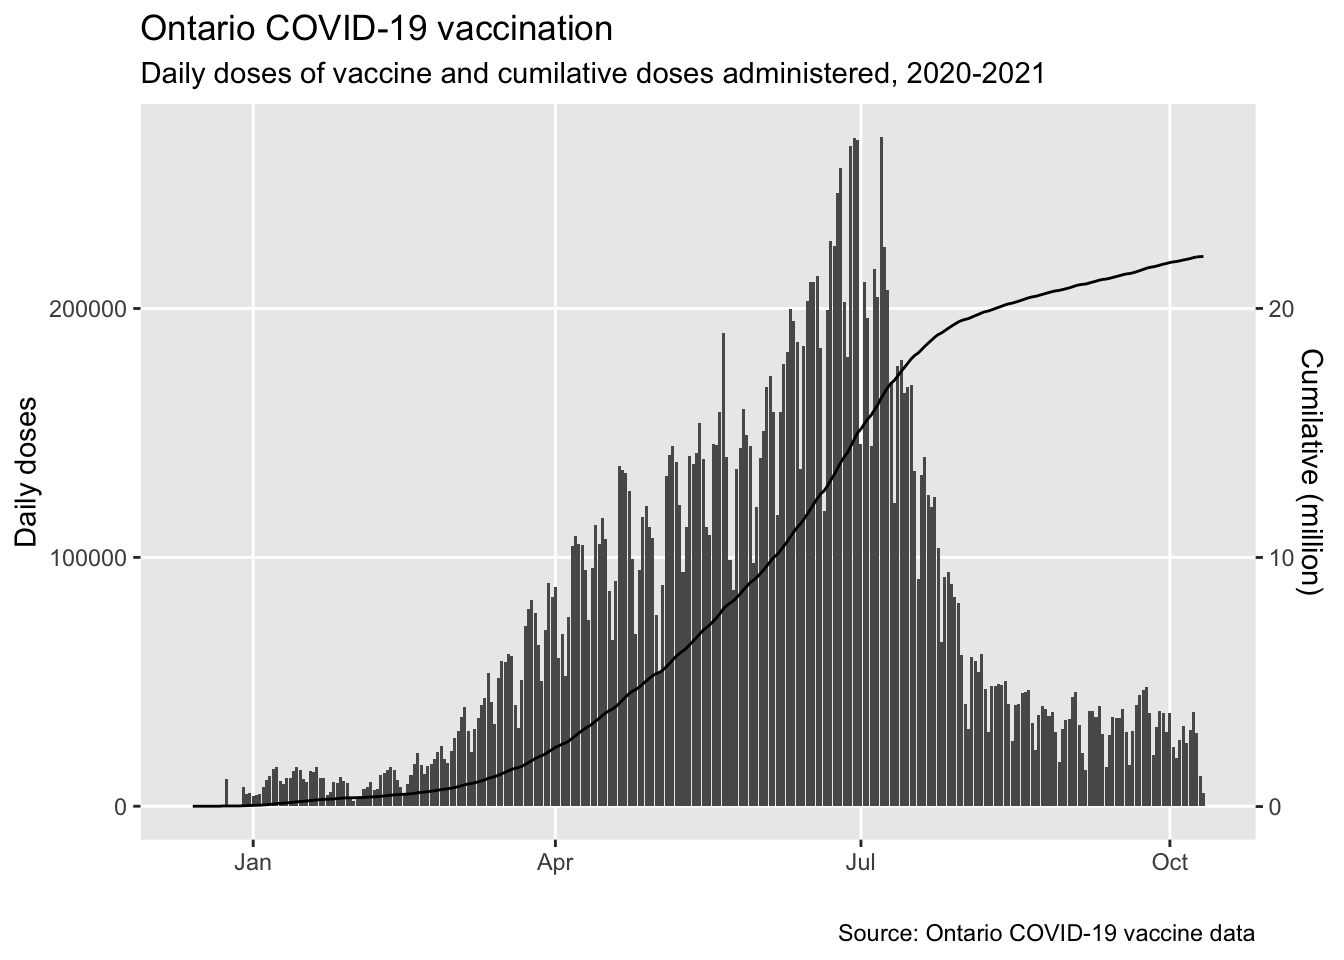 Ontario COVID-19 vaccination
Daily doses of vaccine and cumilative doses administered, 2020-2021
Daily doses
200000
100000
0
20
10
0
Cumilative (million)
Jan
Apr
Jul
Oct
Source: Ontario COVID-19 vaccine data